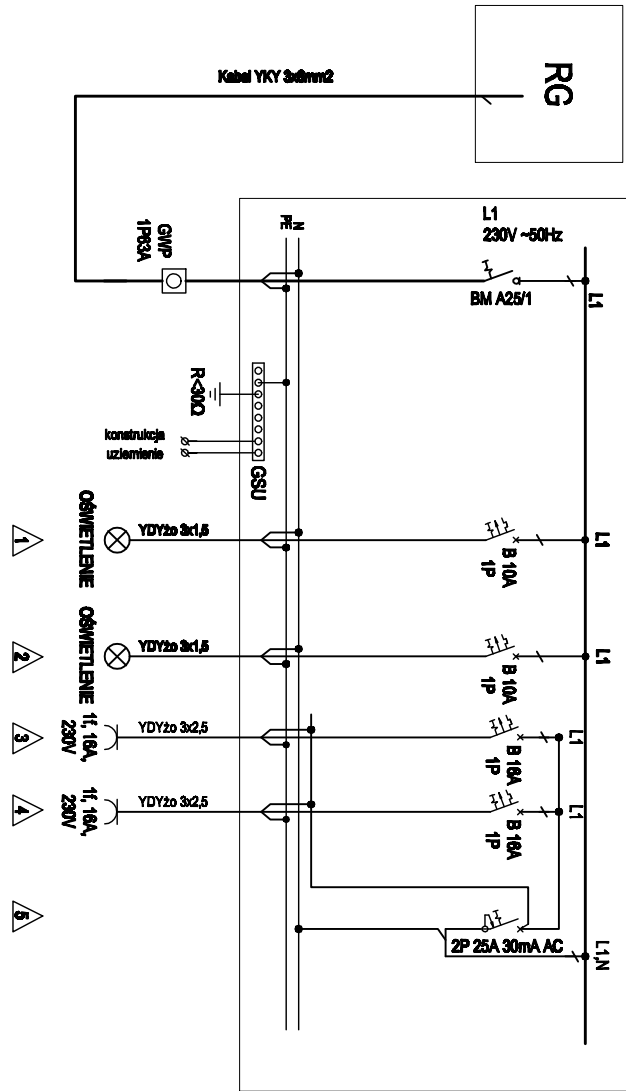 RG
Kabel YKY 3x6mm2
L1
230V ~50Hz
N
PE
GWP
1P63A
BM A25/1
L1
R<30Ω
konstrukcja
uziemienie
GSU
OŚWIETLENIE
YDYżo 3x1,5
B 10A
1P
L1
1
OŚWIETLENIE
YDYżo 3x1,5
B 10A
1P
L1
2
1f, 16A,
230V
YDYżo 3x2,5
B 16A
1P
L1
3
1f, 16A,
230V
YDYżo 3x2,5
B 16A
1P
L1
4
2P 25A 30mA AC
L1,N
5